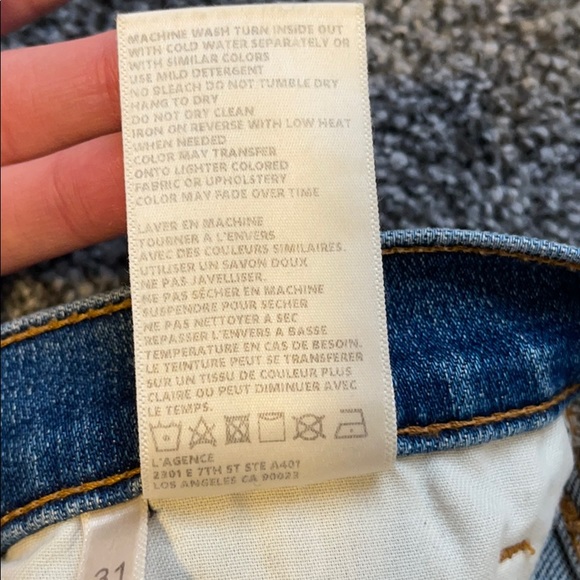 MACHINE WASH TURN INSIDE OUT
WITH COLD WATER SEPARATELY OR
WITH SIMILAR COLORS
USE MILD DETERGENT
NO BLEACH DO NOT TUMBLE DRY
HANG TO DRY
DO NOT DRY CLEAN
IRON ON REVERSE WITH LOW HEAT
WHEN NEEDED
COLOR MAY TRANSFER
ONTO LIGHTER COLORED
FABRIC OR UPHOLSTERY
COLOR MAY FADE OVER TIME
LAVER EN MACHINE
TOURNER A L'ENVERS
AVEC DES COULEURS SIMILAIRES.
UTILISER UN SAVON DOUX
NE PAS JAVELLISER.
NE PAS SÉCHER EN MACHINE
SUSPENDRE POUR SÉCHER
NE PAS NETTOYER A SEC
REPASSER L'ENVERS A BASSE
TEMPERATURE EN CAS DE BESOIN.
LE TEINTURE PEUT SE TRANSFÉRER
SUR UN TISSU DE COULEUR PLUS
CLAIRE OU PEUT DIMINUER AVEC
LE TEMPS.
L'AGENCE
2301 E 7TH ST STE A401
LOS ANGELES CA 90023
31